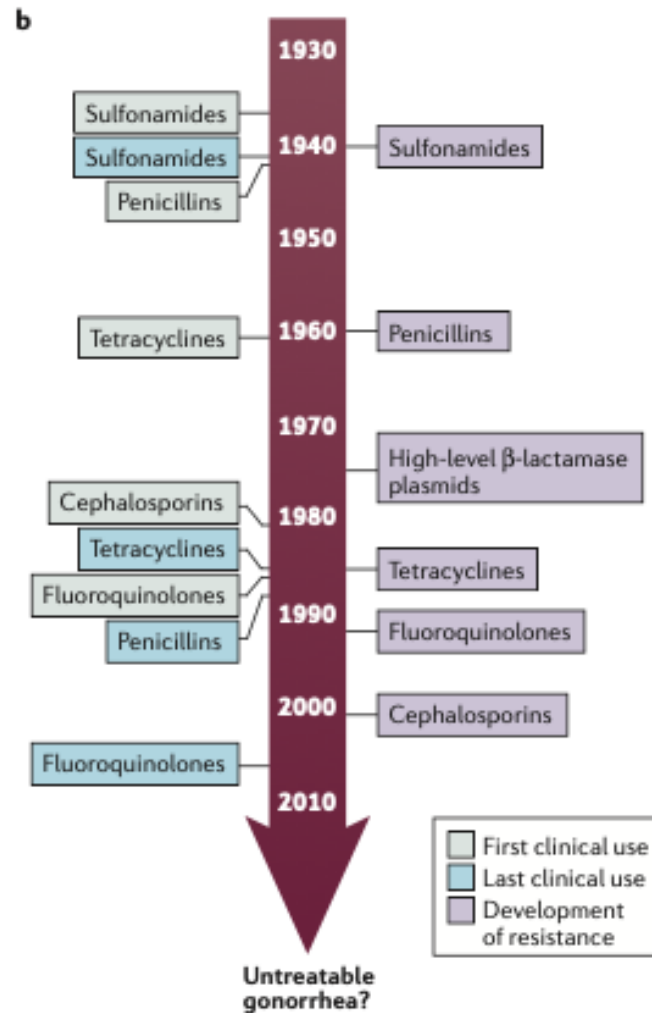 b
1930
Sulfonamides
1940
Sulfonamides
Sulfonamides
Penicillins
1950
Tetracyclines
1960
Penicillins
1970
High-level β-lactamase
plasmids
Cephalosporins
1980
Tetracyclines
Tetracyclines
Fluoroquinolones
1990
Fluoroquinolones
Penicillins
2000
Cephalosporins
Fluoroquinolones
2010
First clinical use
Last clinical use
Development
of resistance
Untreatable
gonorrhea?